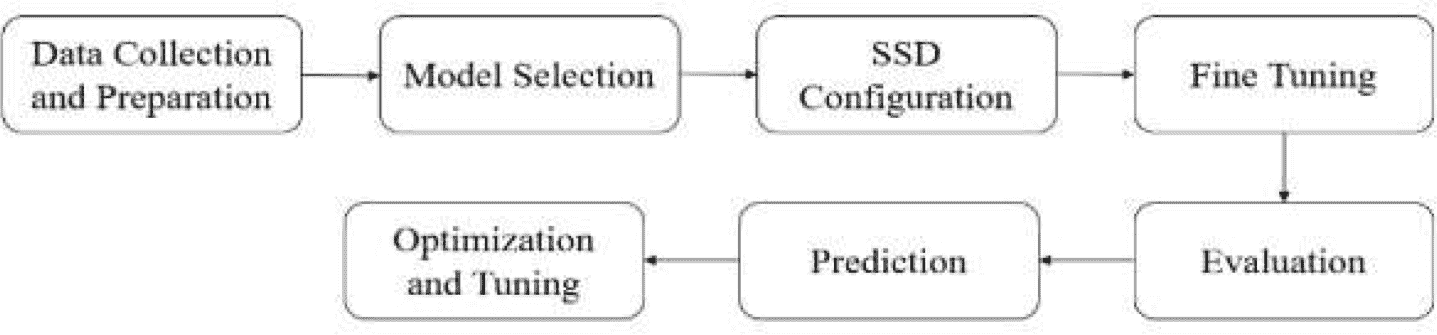 Data Collection
and Preparation
Model Selection
SSD
Configuration
Fine Tuning
Optimization
and Tuning
Prediction
Evaluation